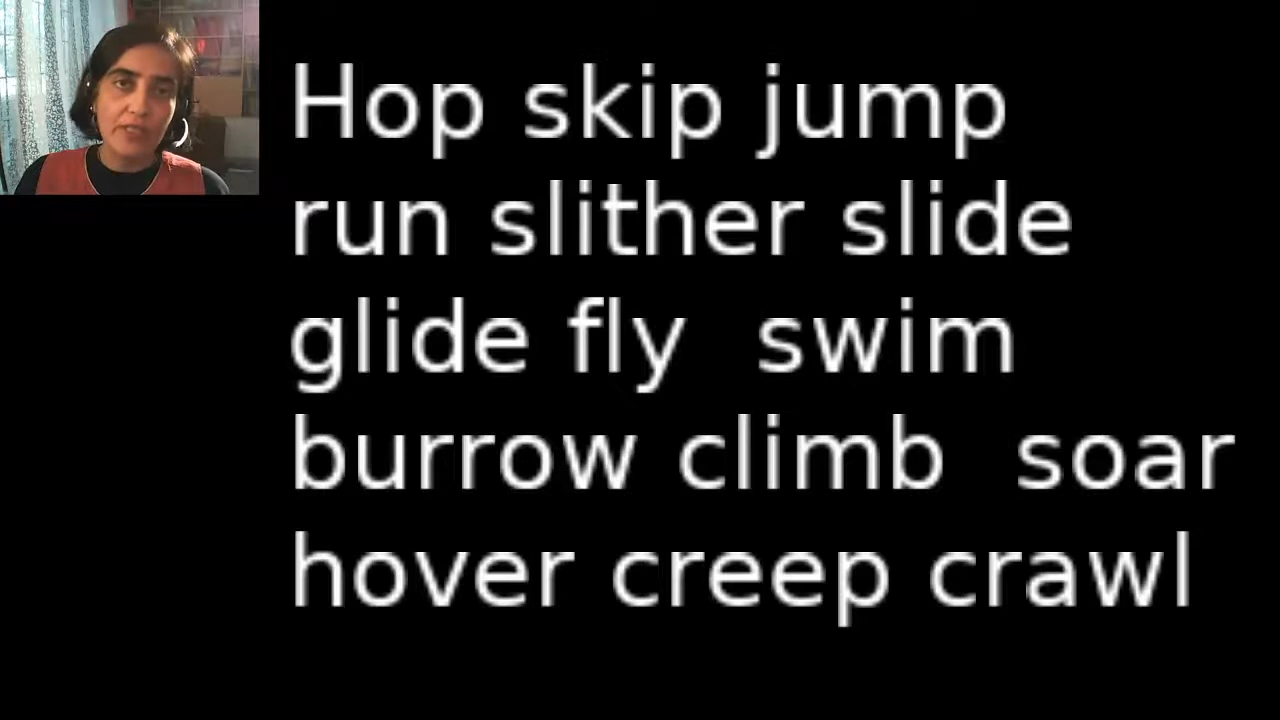 Hop skip jump
run slither slide
glide fly swim
burrow climb soar
hover creep crawl